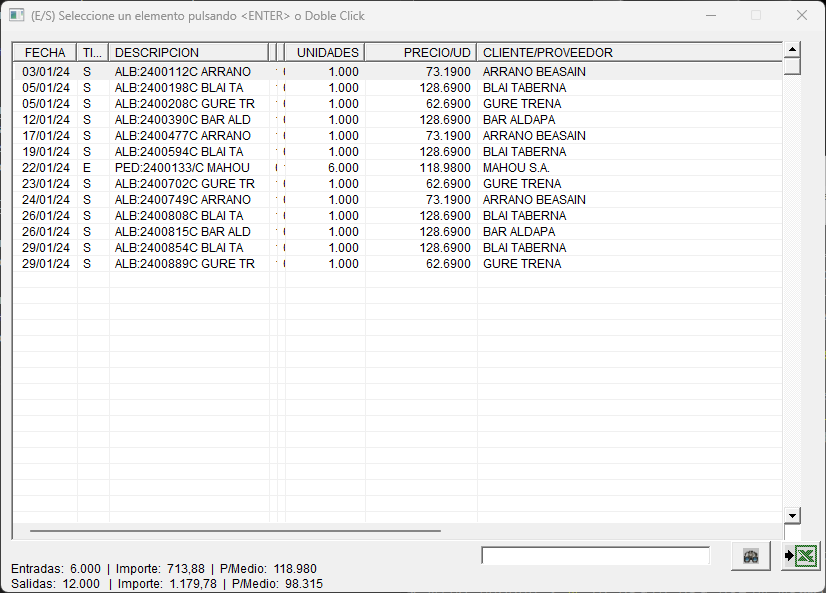 (E/S) Seleccione un elemento pulsando <ENTER> o Doble Click
FECHA TI... DESCRIPCION UNIDADES PRECIO/UD CLIENTE/PROVEEDOR
03/01/24 S ALB:2400112C ARRANO 1.000 73.1900 ARRANO BEASAIN
05/01/24 S ALB:2400198C BLAI TA 1.000 128.6900 BLAI TABERNA
05/01/24 S ALB:2400208C GURE TR 1.000 62.6900 GURE TRENA
12/01/24 S ALB:2400390C BAR ALD 1.000 128.6900 BAR ALDAPA
17/01/24 S ALB:2400477C ARRANO 1.000 73.1900 ARRANO BEASAIN
19/01/24 S ALB:2400594C BLAI TA 1.000 128.6900 BLAI TABERNA
22/01/24 E PED:2400133/C MAHOU 6.000 118.9800 MAHOU S.A.
23/01/24 S ALB:2400702C GURE TR 1.000 62.6900 GURE TRENA
24/01/24 S ALB:2400749C ARRANO 1.000 73.1900 ARRANO BEASAIN
26/01/24 S ALB:2400808C BLAI TA 1.000 128.6900 BLAI TABERNA
26/01/24 S ALB:2400815C BAR ALD 1.000 128.6900 BAR ALDAPA
29/01/24 S ALB:2400854C BLAI TA 1.000 128.6900 BLAI TABERNA
29/01/24 S ALB:2400889C GURE TR 1.000 62.6900 GURE TRENA
Entradas: 6.000 | Importe: 713,88 | P/Medio: 118.980
Salidas: 12.000 | Importe: 1.179,78 | P/Medio: 98.315